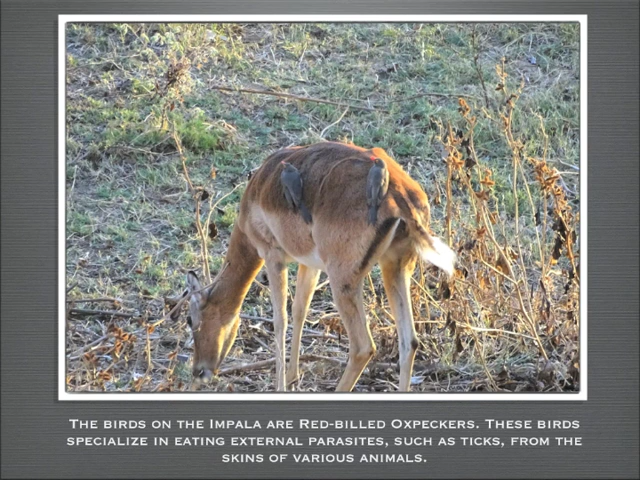 The birds on the Impala are Red-billed Oxpeckers. These birds
specialize in eating external parasites, such as ticks, from the
skins of various animals.